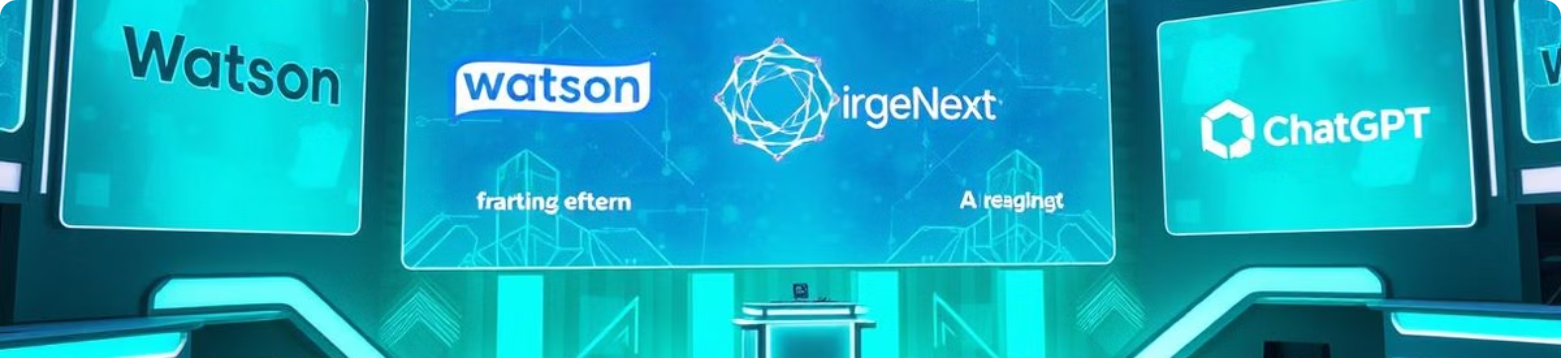 Watson
watson
irgeNext
ChatGPT
frarting eftern
A reagingt
W